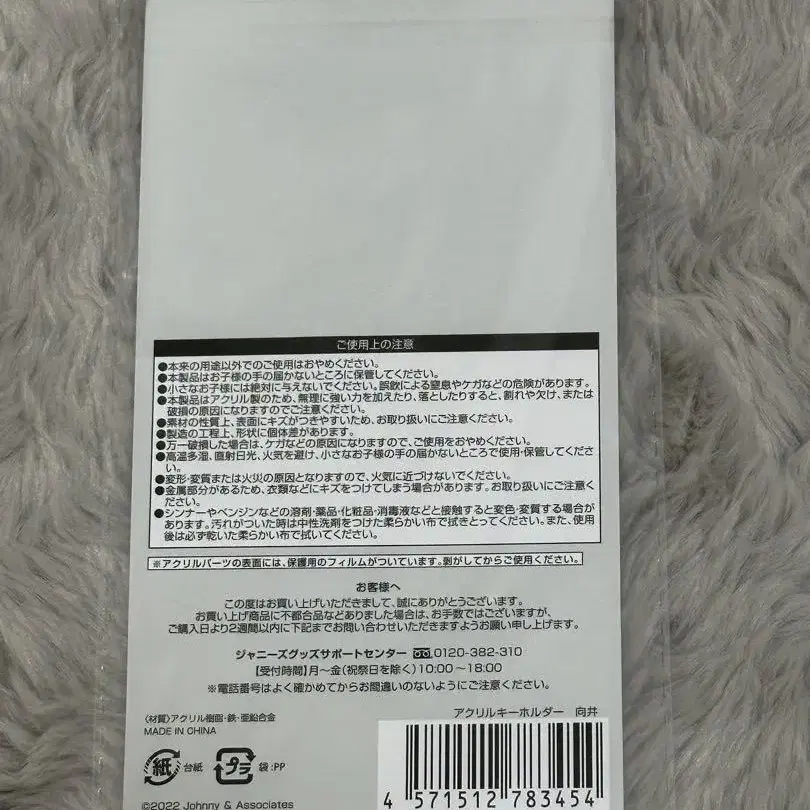 ご使用上の注意
●本来の用途以外でのご使用はおやめください。
●本製品はお子様の手の届かないところに保管してください。
●小さなお子様には絶対に与えないでください。誤飲による窒息やケガなどの危険があります。
●本製品はアクリル製のため、無理に強い力を加えたり、落としたりすると、割れや欠け、または
破損の原因になりますのでご注意ください。
●素材の性質上、表面にキズがつきやすいため、お取り扱いにご注意ください。
●製造の工程上、形状に個体差があります。
●万一破損した場合は、ケガなどの原因になりますので、ご使用をおやめください。
●高温多湿、直射日光、火気を避け、小さなお子様の手の届かないところで使用・保管してくださ
い。
●変形・変質または火災の原因となりますので、火気に近づけないでください。
●金属部分があるため、衣類などにキズをつけてしまう場合があります。お取り扱いにご注意く
ださい。
●シンナーやベンジンなどの溶剤・薬品・化粧品・消毒液などと接触すると変色・変質する場合が
あります。汚れがついた時は中性洗剤をつけた柔らかい布で拭きとってください。また、使用
後は必ず乾いた柔らかい布で拭いてください。
※アクリルパーツの表面には、保護用のフィルムがついています。剥がしてからご使用ください。
お客様へ
この度はお買い上げいただきまして、誠にありがとうございます。
お買い上げ商品に不都合品などありました場合は、お手数ではございますが、
ご購入日より2週間以内に下記までお問い合わせいただきますようお願い申し上げます。
ジャニーズグッズサポートセンター 0120-382-310
【受付時間】月～金(祝祭日を除く)10:00～18:00
※電話番号はよく確かめてからお間違いのないようにご注意ください。
アクリルキーホルダー 向井
〈材質〉アクリル樹脂・鉄・亜鉛合金
MADE IN CHINA
紙 台紙 プラ 袋:PP
4 571512 783454
©2022 Johnny & Associates